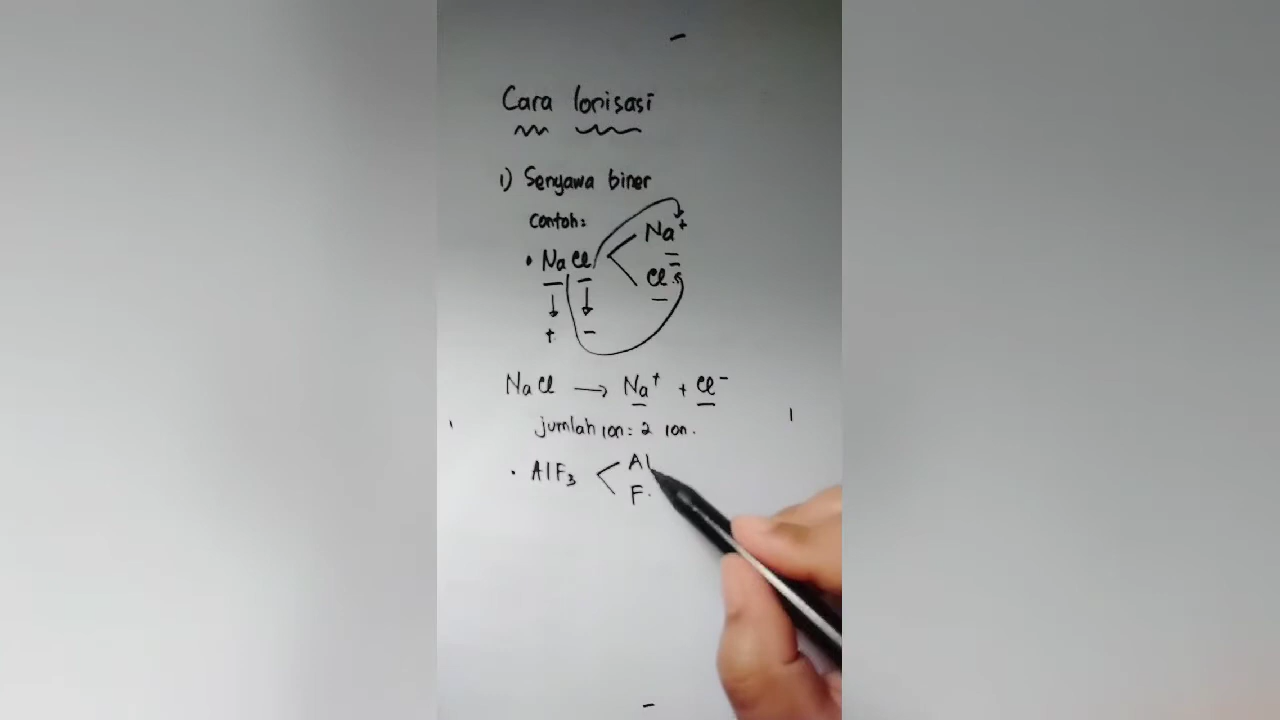 Cara Ionisasi
1) Senyawa biner
Contoh:
Na⁺
• NaCl
Cl⁻
+ −
NaCl → Na⁺ + Cl⁻
jumlah ion: 2 ion.
• AlF₃
Al
F.